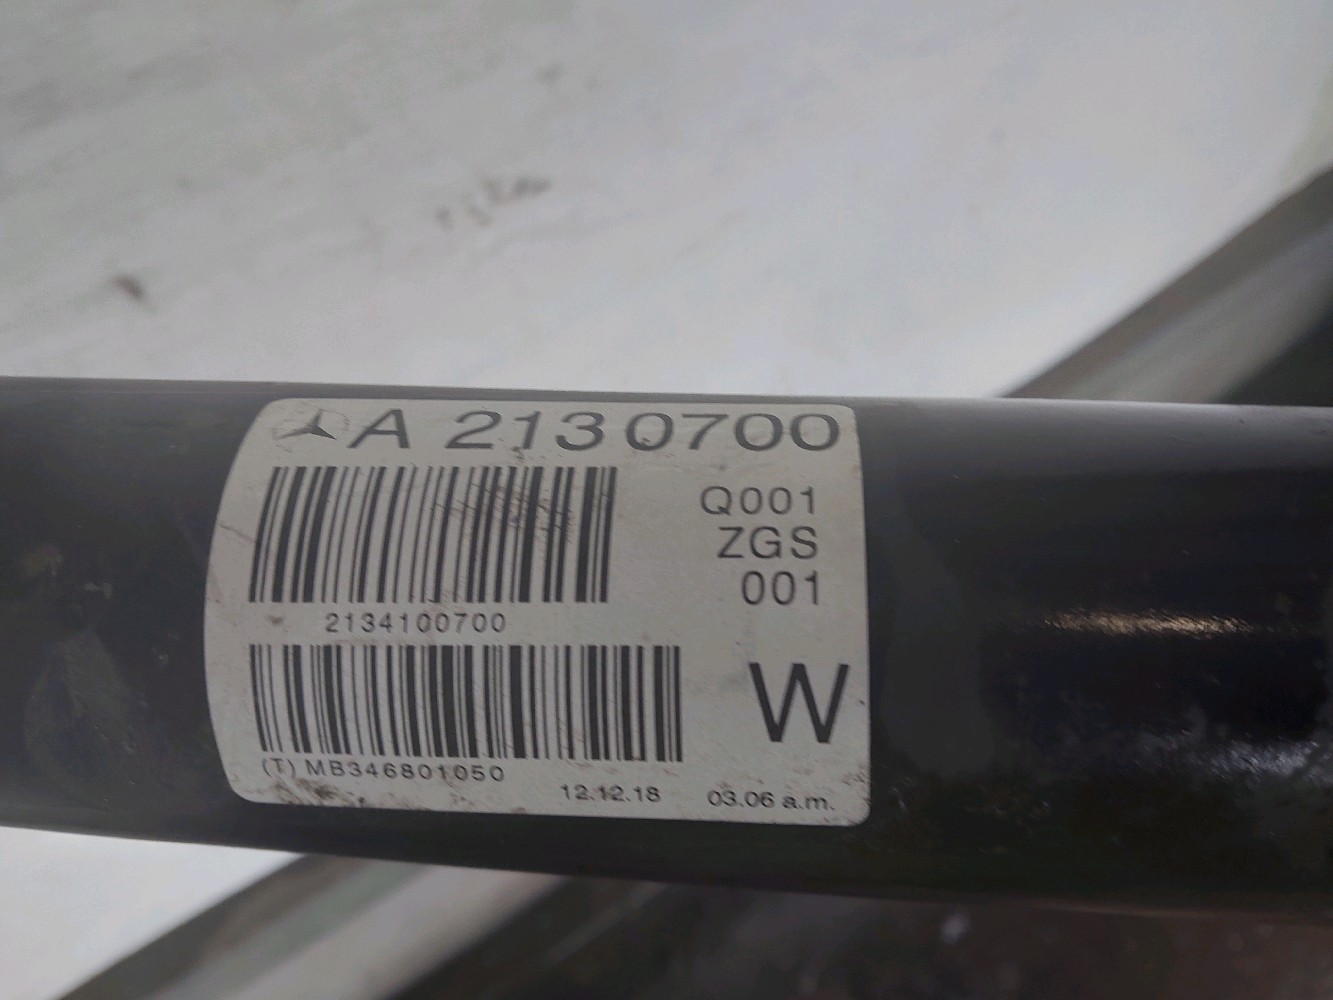 A 2130700
Q001
ZGS
001
2134100700
W
(T) MB346801050
12.12.18 03.06 a.m.